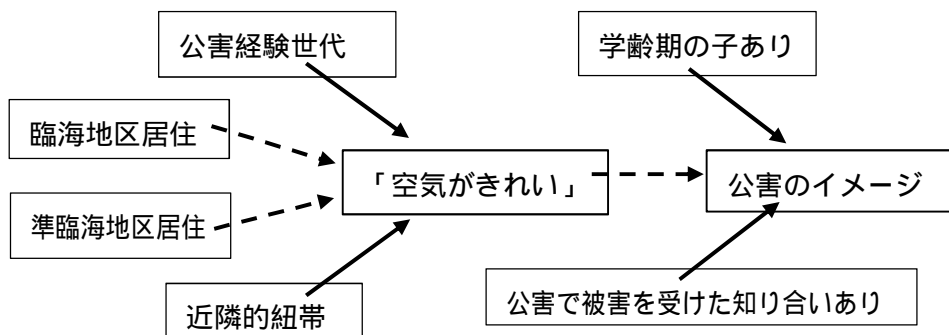 公害経験世代
学齢期の子あり
臨海地区居住
「空気がきれい」
公害のイメージ
準臨海地区居住
近隣的紐帯
公害で被害を受けた知り合いあり